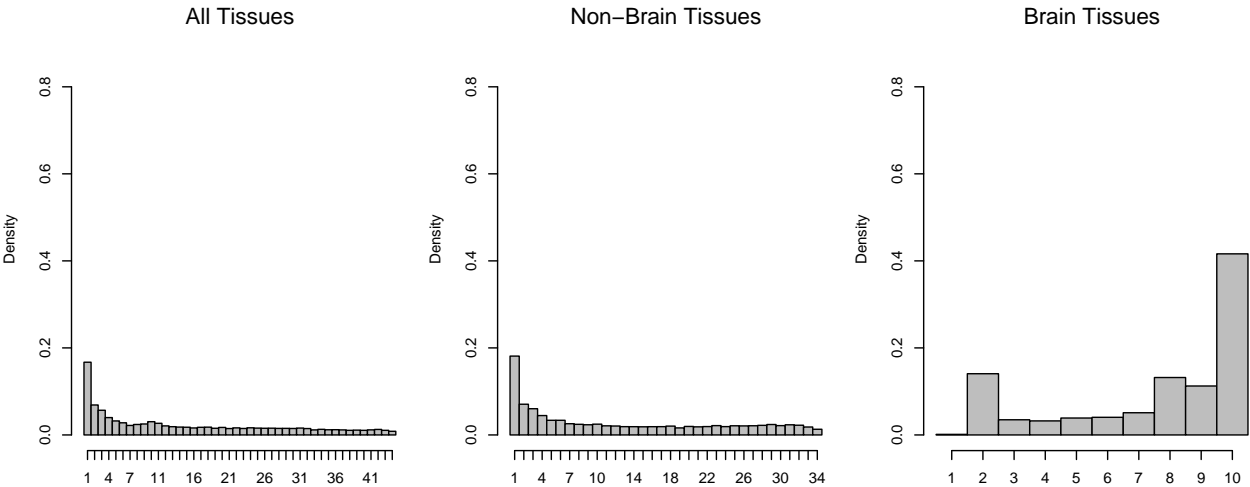 All Tissues
Density
0.0 0.2 0.4 0.6 0.8
1 4 7 11 16 21 26 31 36 41
Non−Brain Tissues
Density
0.0 0.2 0.4 0.6 0.8
1 4 7 10 14 18 22 26 30 34
Brain Tissues
Density
0.0 0.2 0.4 0.6 0.8
1 2 3 4 5 6 7 8 9 10